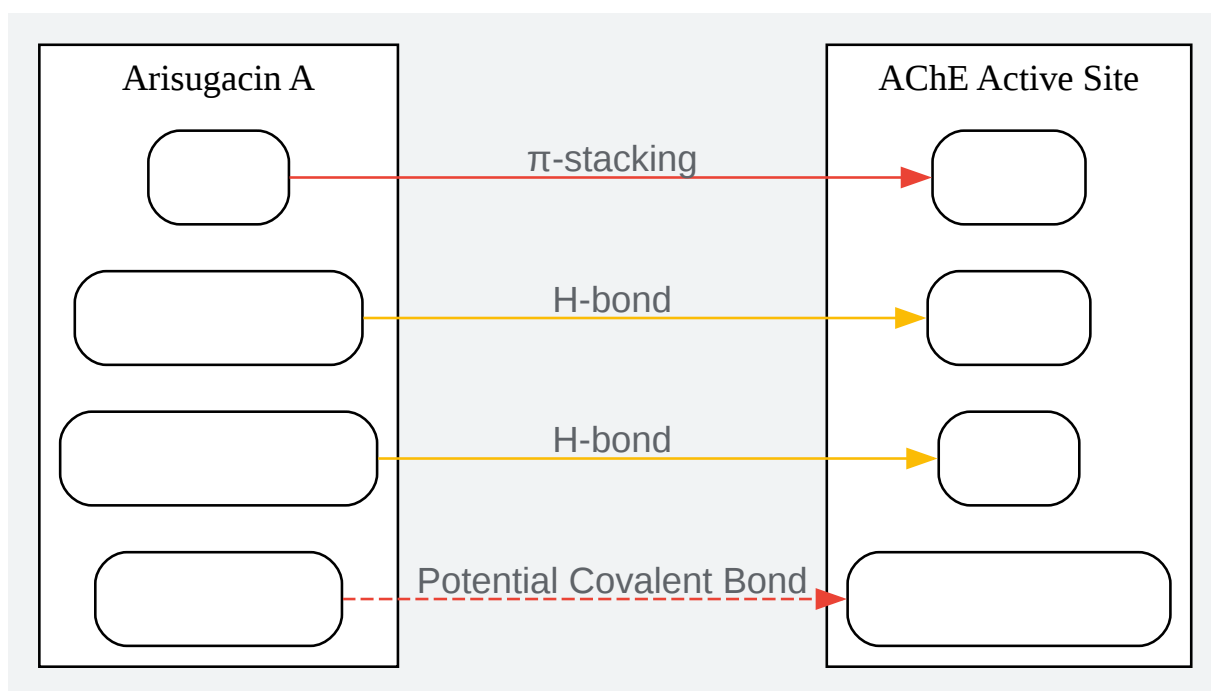 Arisugacin A
AChE Active Site
π-stacking
H-bond
H-bond
Potential Covalent Bond